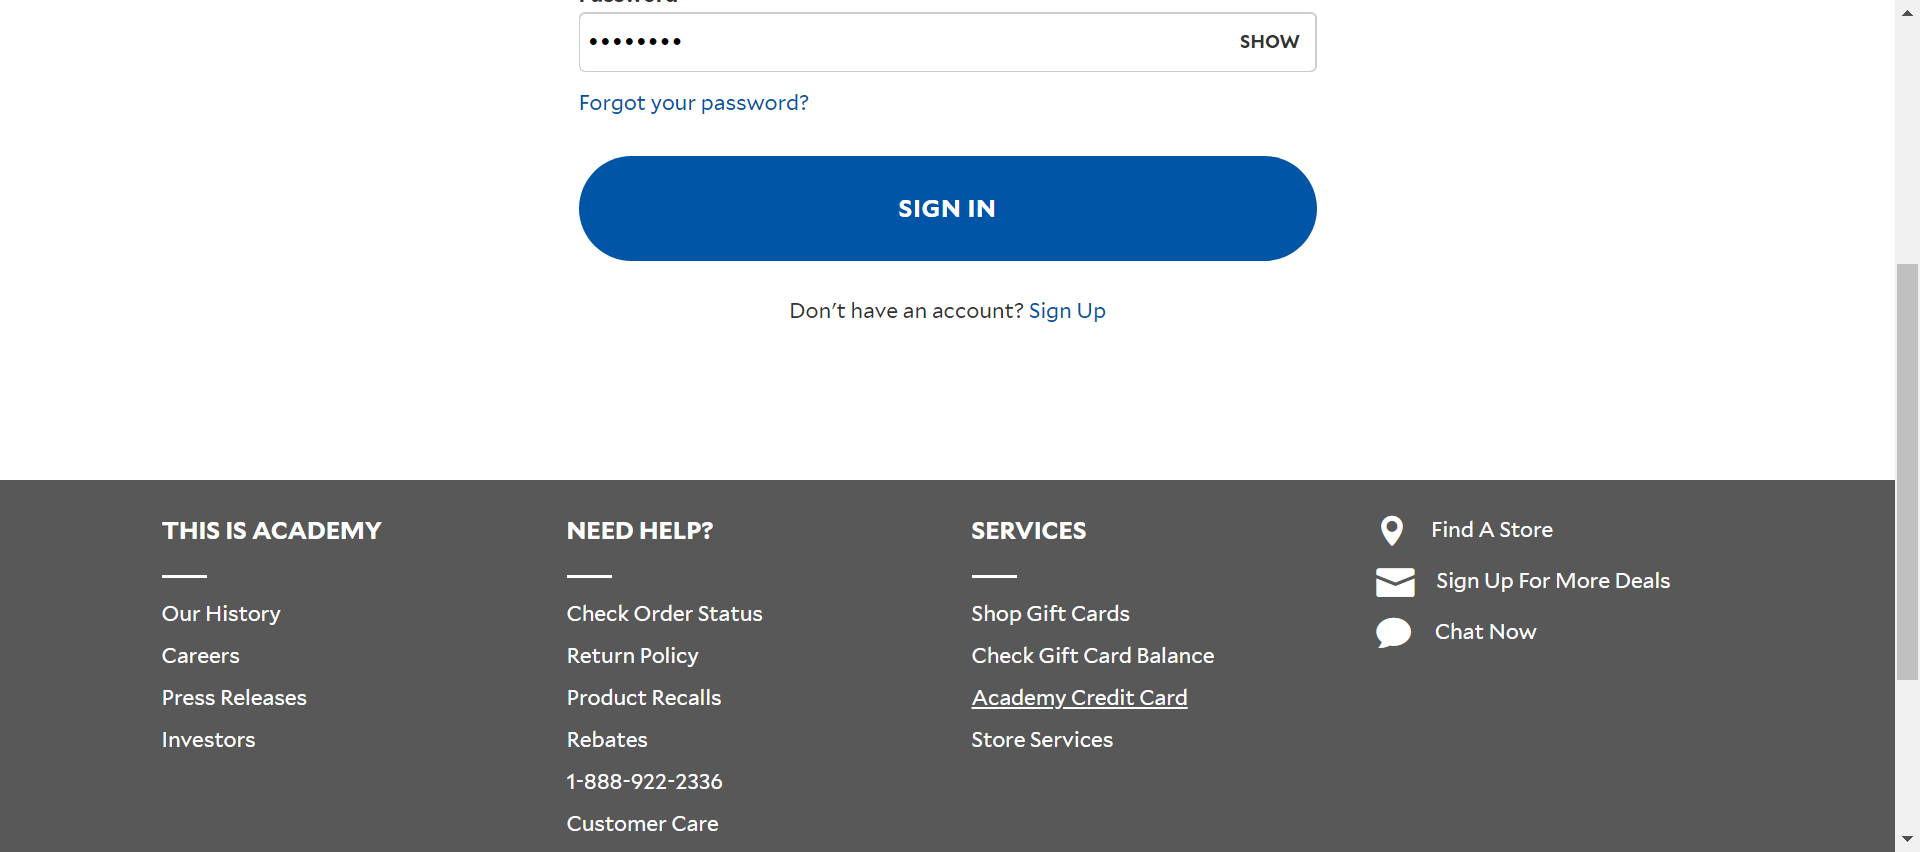 SHOW
Forgot your password?
SIGN IN
Don't have an account? Sign Up
THIS IS ACADEMY
Our History
Careers
Press Releases
Investors
NEED HELP?
Check Order Status
Return Policy
Product Recalls
Rebates
1-888-922-2336
Customer Care
SERVICES
Shop Gift Cards
Check Gift Card Balance
Academy Credit Card
Store Services
Find A Store
Sign Up For More Deals
Chat Now